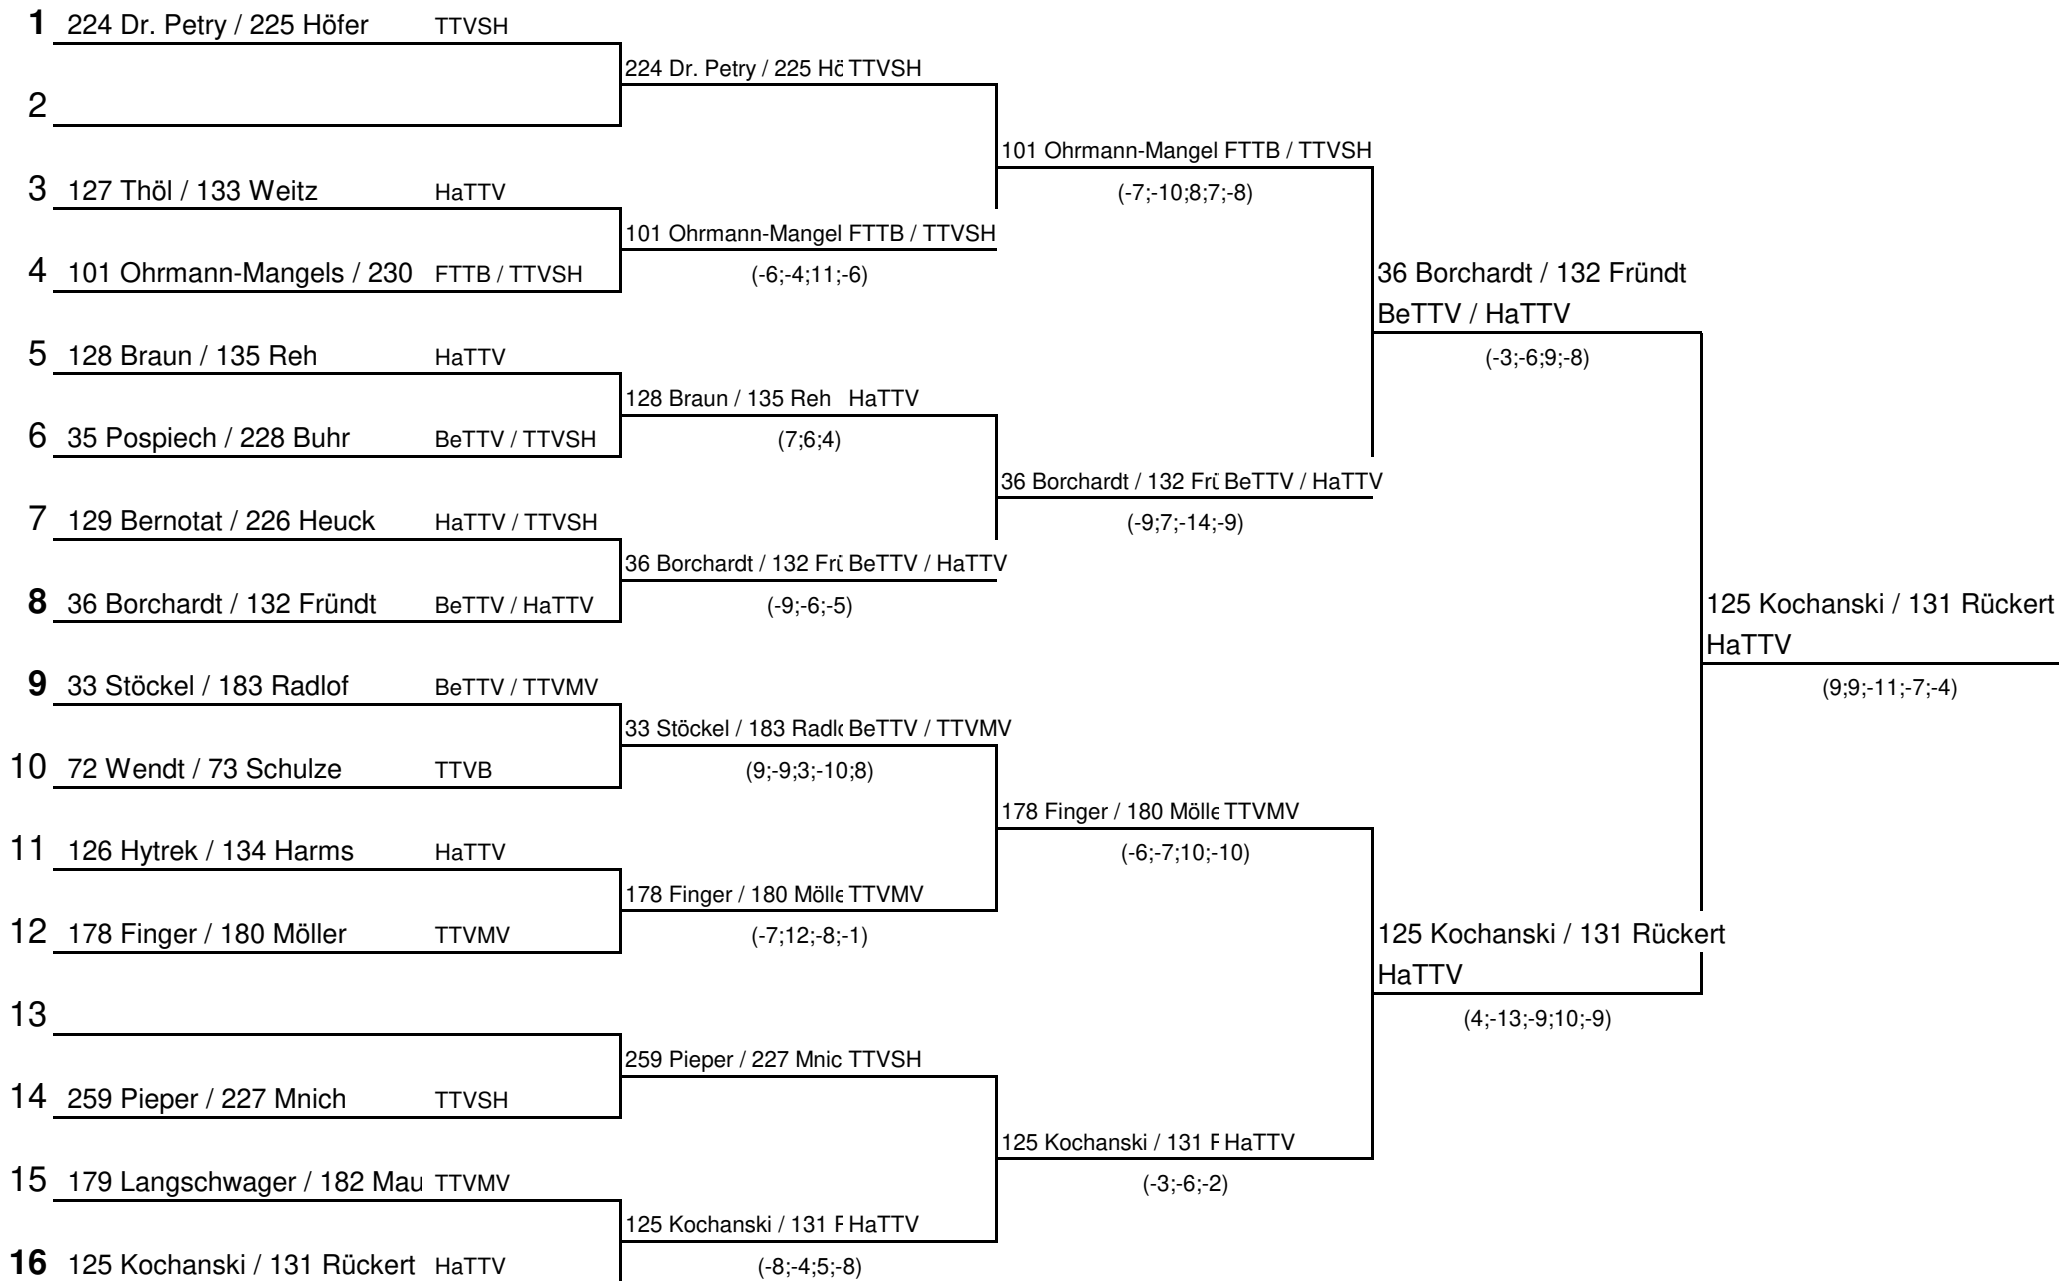 1 224 Dr. Petry / 225 Höfer TTVSH
224 Dr. Petry / 225 Hö TTVSH
2
101 Ohrmann-Mangel FTTB / TTVSH
3 127 Thöl / 133 Weitz HaTTV
(-7;-10;8;7;-8)
101 Ohrmann-Mangel FTTB / TTVSH
4 101 Ohrmann-Mangels / 230 FTTB / TTVSH
(-6;-4;11;-6)
36 Borchardt / 132 Fründt
BeTTV / HaTTV
5 128 Braun / 135 Reh HaTTV
(-3;-6;9;-8)
128 Braun / 135 Reh HaTTV
6 35 Pospiech / 228 Buhr BeTTV / TTVSH
(7;6;4)
36 Borchardt / 132 Frü BeTTV / HaTTV
7 129 Bernotat / 226 Heuck HaTTV / TTVSH
(-9;7;-14;-9)
36 Borchardt / 132 Frü BeTTV / HaTTV
8 36 Borchardt / 132 Fründt BeTTV / HaTTV
(-9;-6;-5)
125 Kochanski / 131 Rückert
HaTTV
9 33 Stöckel / 183 Radlof BeTTV / TTVMV
(9;9;-11;-7;-4)
33 Stöckel / 183 Radlo BeTTV / TTVMV
10 72 Wendt / 73 Schulze TTVB
(9;-9;3;-10;8)
178 Finger / 180 Mölle TTVMV
11 126 Hytrek / 134 Harms HaTTV
(-6;-7;10;-10)
178 Finger / 180 Mölle TTVMV
12 178 Finger / 180 Möller TTVMV
(-7;12;-8;-1)
125 Kochanski / 131 Rückert
HaTTV
13
(4;-13;-9;10;-9)
259 Pieper / 227 Mnic TTVSH
14 259 Pieper / 227 Mnich TTVSH
125 Kochanski / 131 R HaTTV
15 179 Langschwager / 182 Mau TTVMV
(-3;-6;-2)
125 Kochanski / 131 R HaTTV
16 125 Kochanski / 131 Rückert HaTTV
(-8;-4;5;-8)